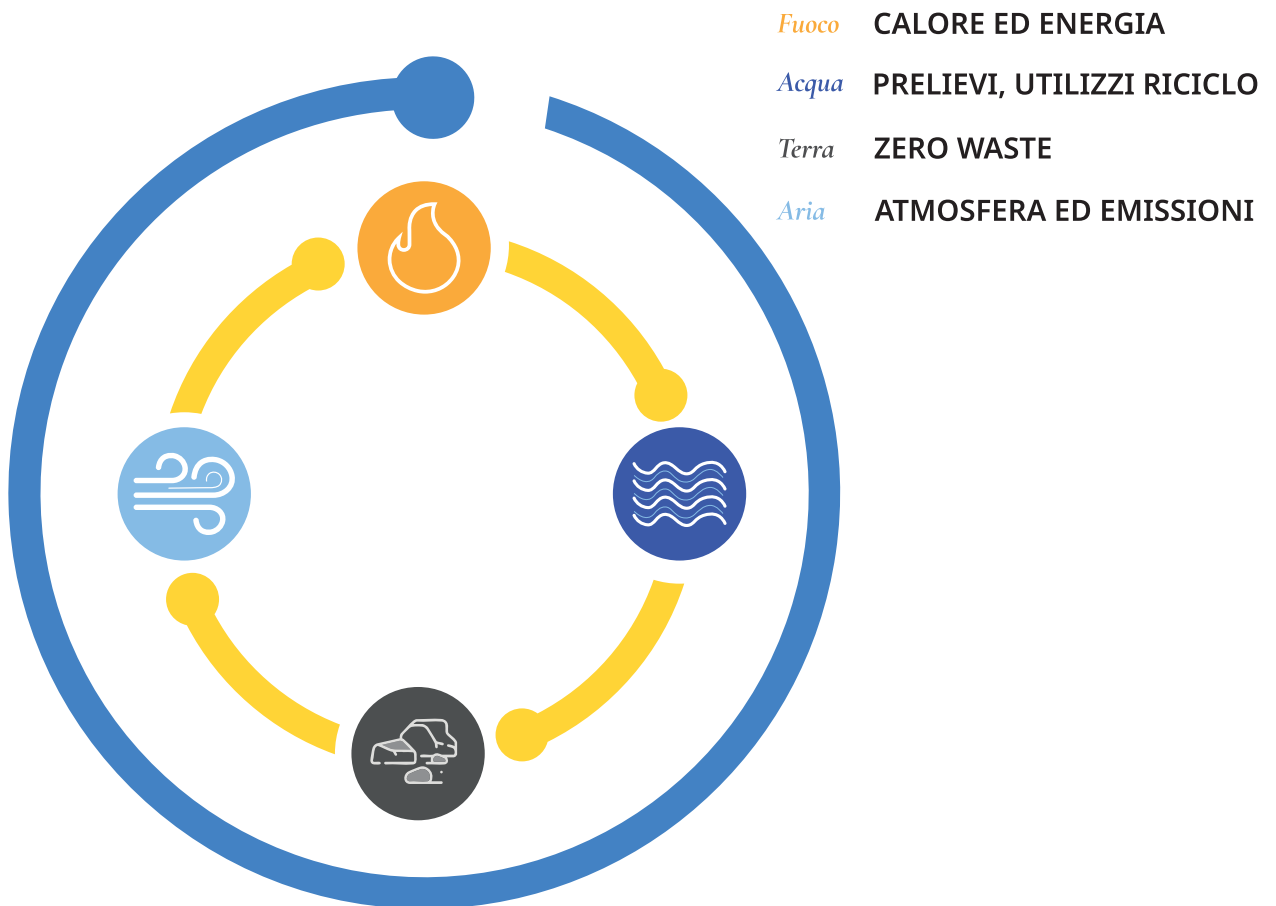 Fuoco CALORE ED ENERGIA
Acqua PRELIEVI, UTILIZZI RICICLO
Terra ZERO WASTE
Aria ATMOSFERA ED EMISSIONI